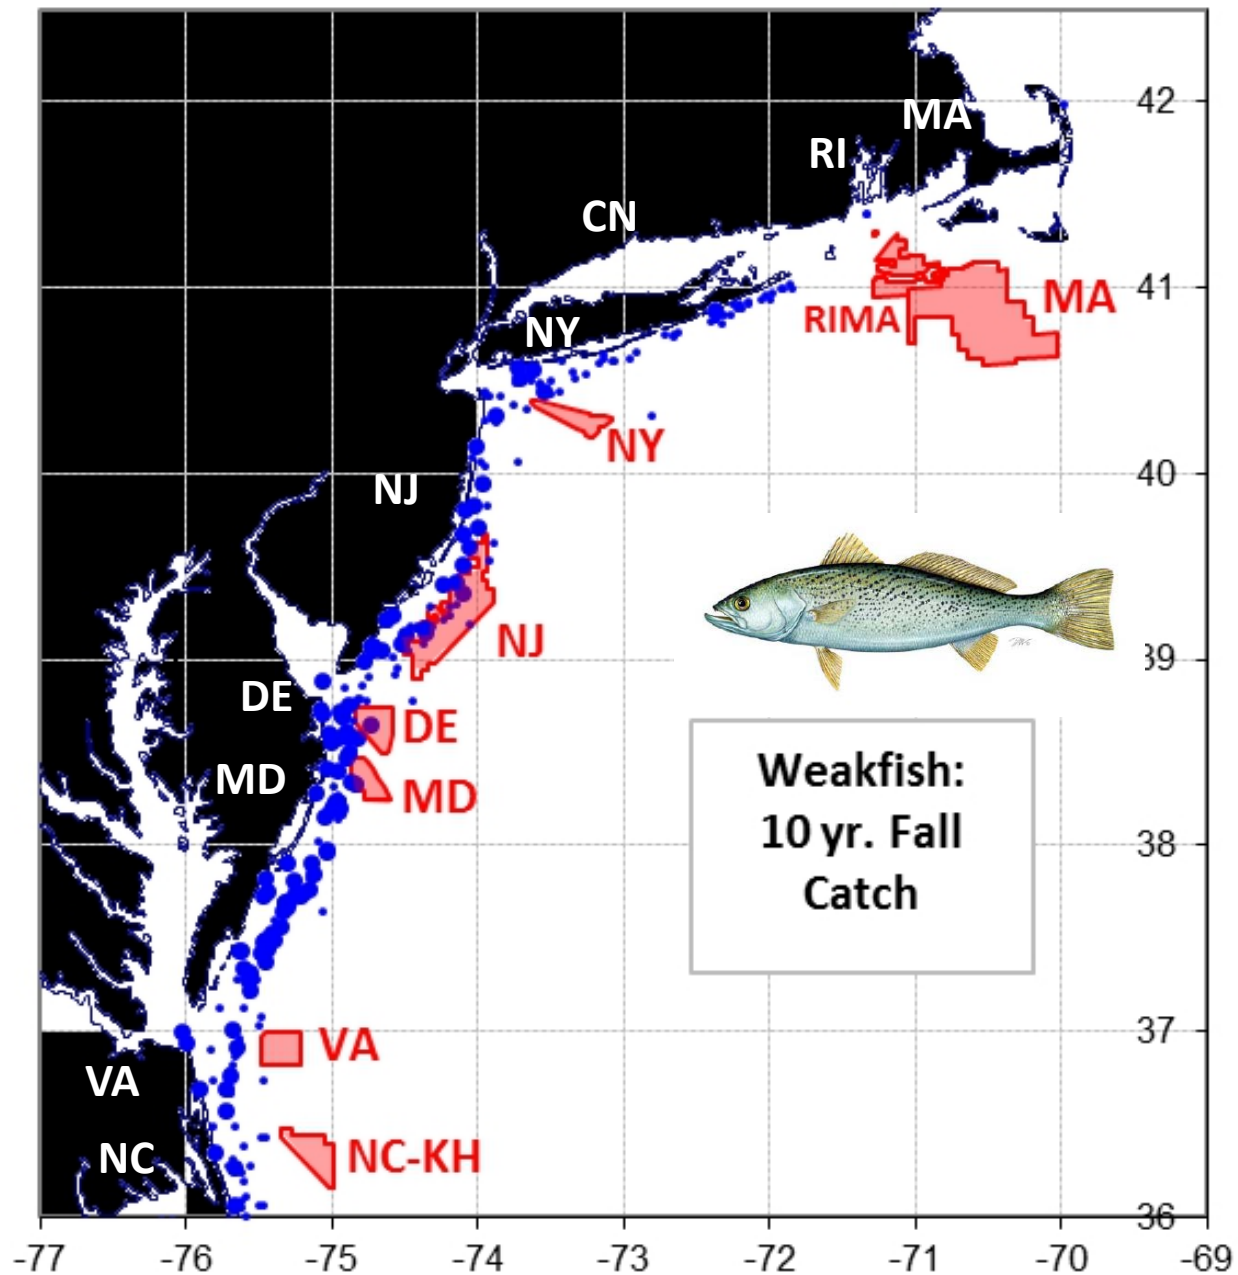 MA
RI
42
CN
RIMA
MA
41
NY
NY
40
NJ
NJ
39
DE
DE
MD
MD
Weakfish:
10 yr. Fall
Catch
38
VA
37
VA
NC
NC-KH
36
-77 -76 -75 -74 -73 -72 -71 -70 -69